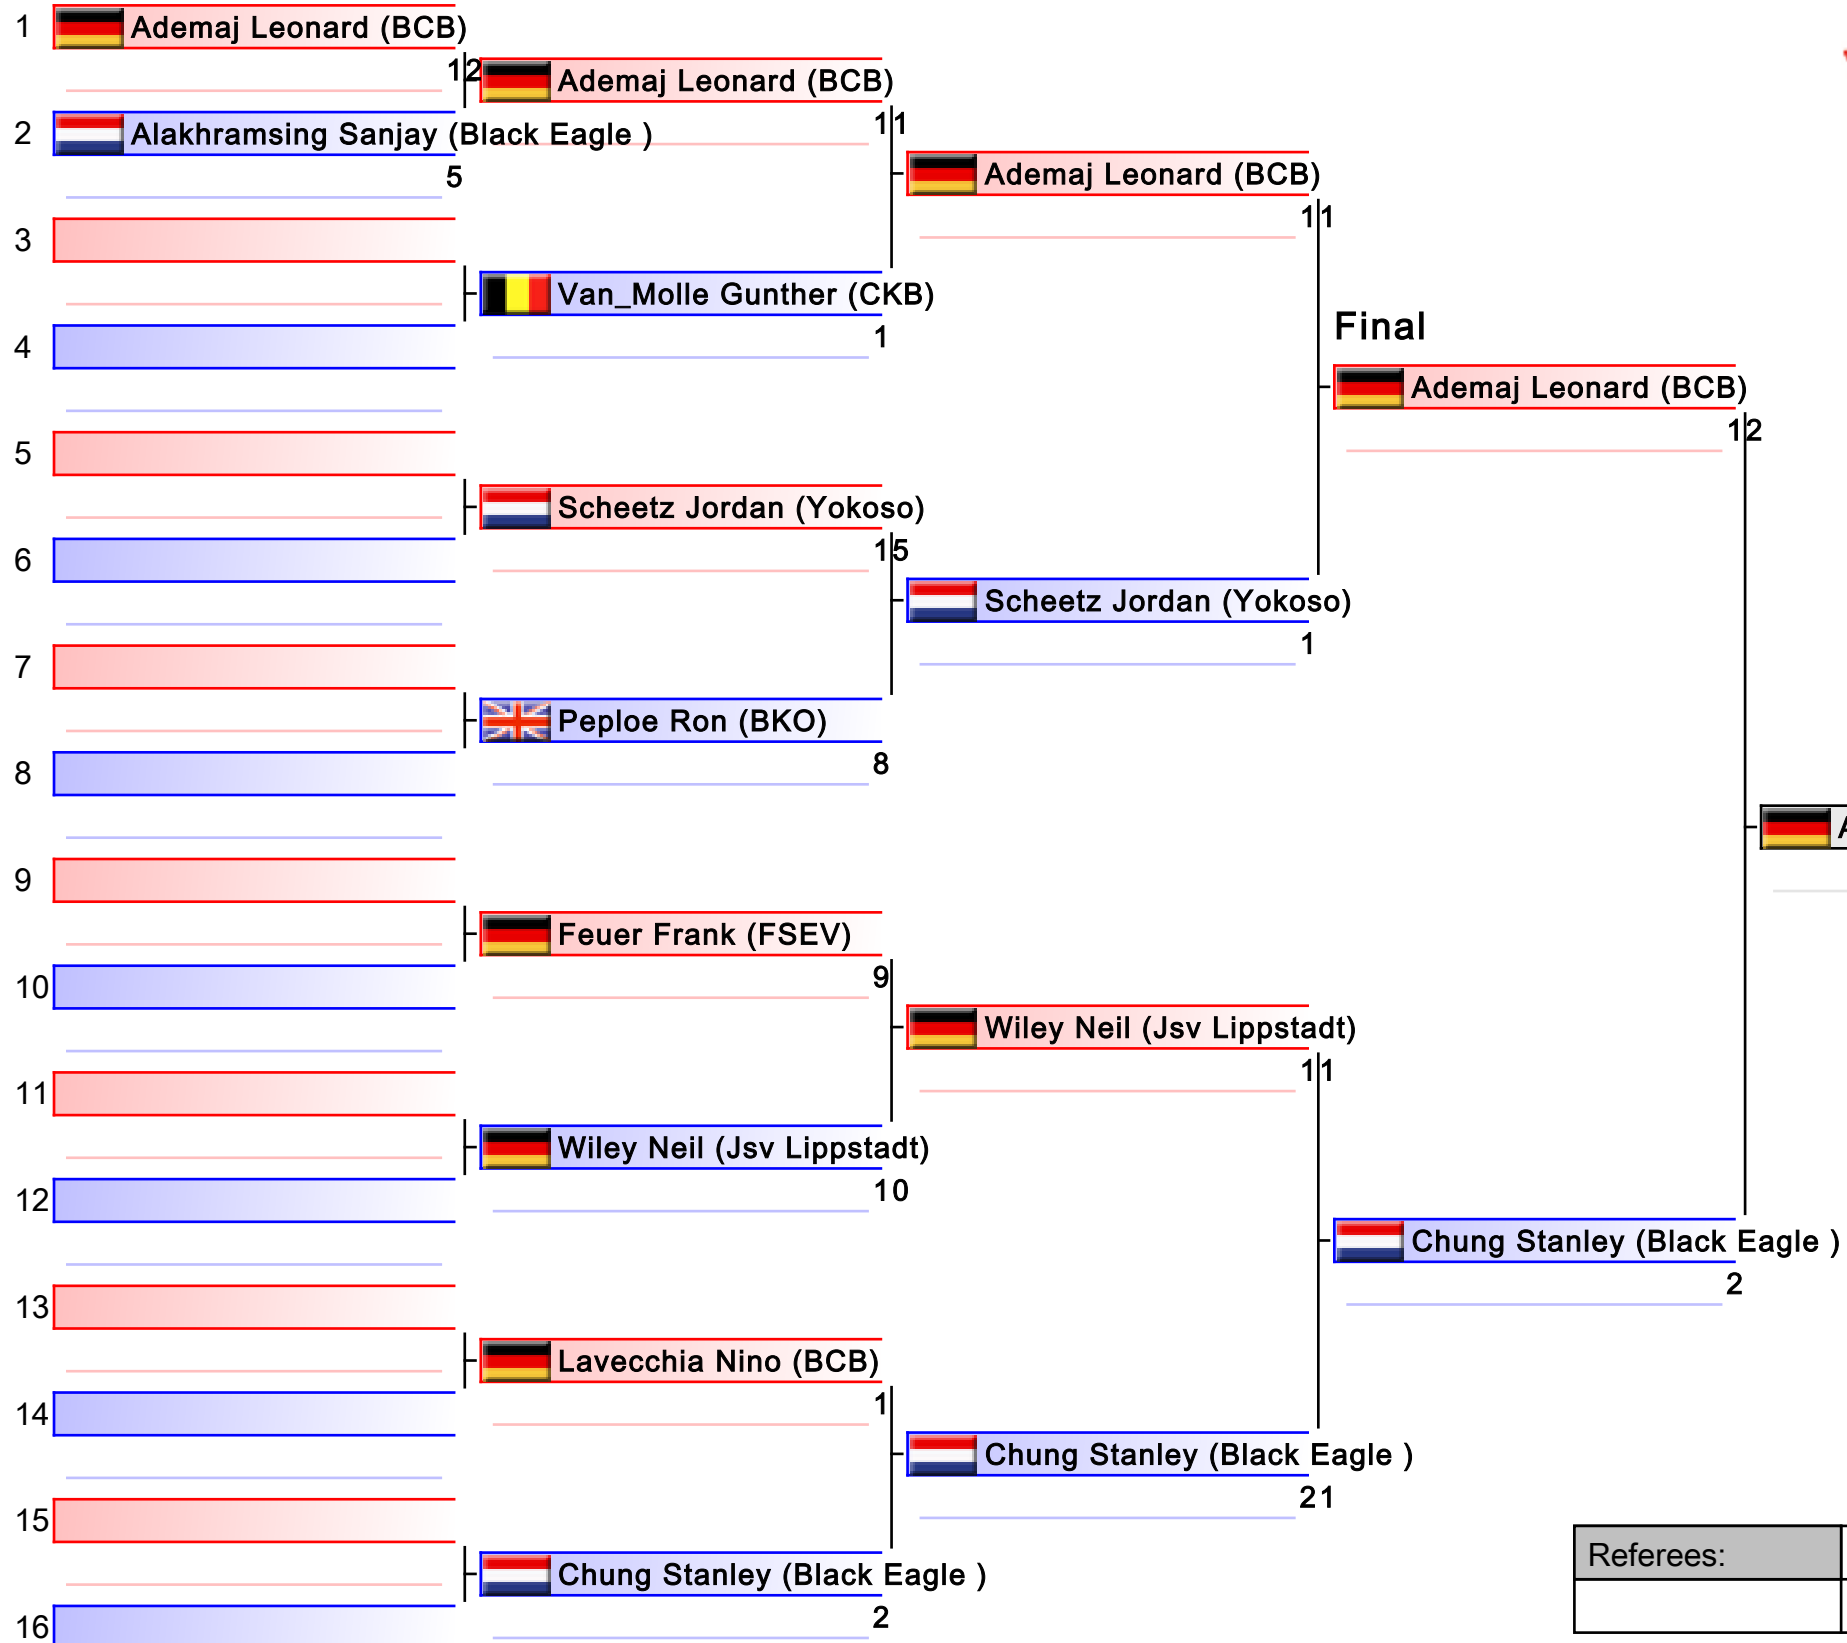 1
Ademaj Leonard (BCB)
12
Ademaj Leonard (BCB)
11
2
Alakhramsing Sanjay (Black Eagle )
5
Ademaj Leonard (BCB)
11
3
Van_Molle Gunther (CKB)
1
4
Final
Ademaj Leonard (BCB)
12
5
Scheetz Jordan (Yokoso)
15
6
Scheetz Jordan (Yokoso)
1
7
Peploe Ron (BKO)
8
8
9
Feuer Frank (FSEV)
9
10
Wiley Neil (Jsv Lippstadt)
11
11
Wiley Neil (Jsv Lippstadt)
10
12
Chung Stanley (Black Eagle )
2
13
Lavecchia Nino (BCB)
1
14
Chung Stanley (Black Eagle )
21
15
Chung Stanley (Black Eagle )
2
16
Referees: